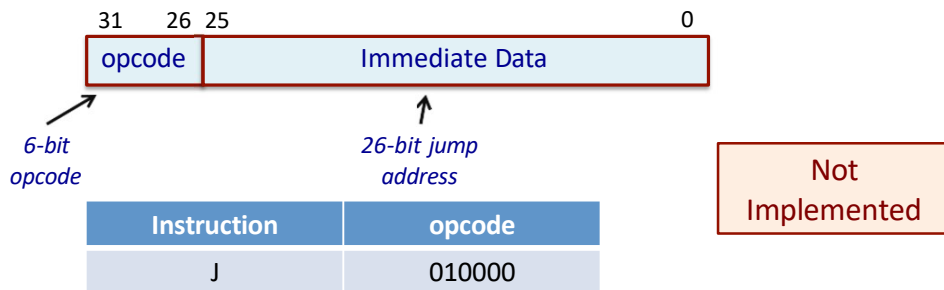 31 26 25 0
opcode Immediate Data
6-bit
opcode
26-bit jump
address
Not
Implemented
Instruction opcode
J 010000